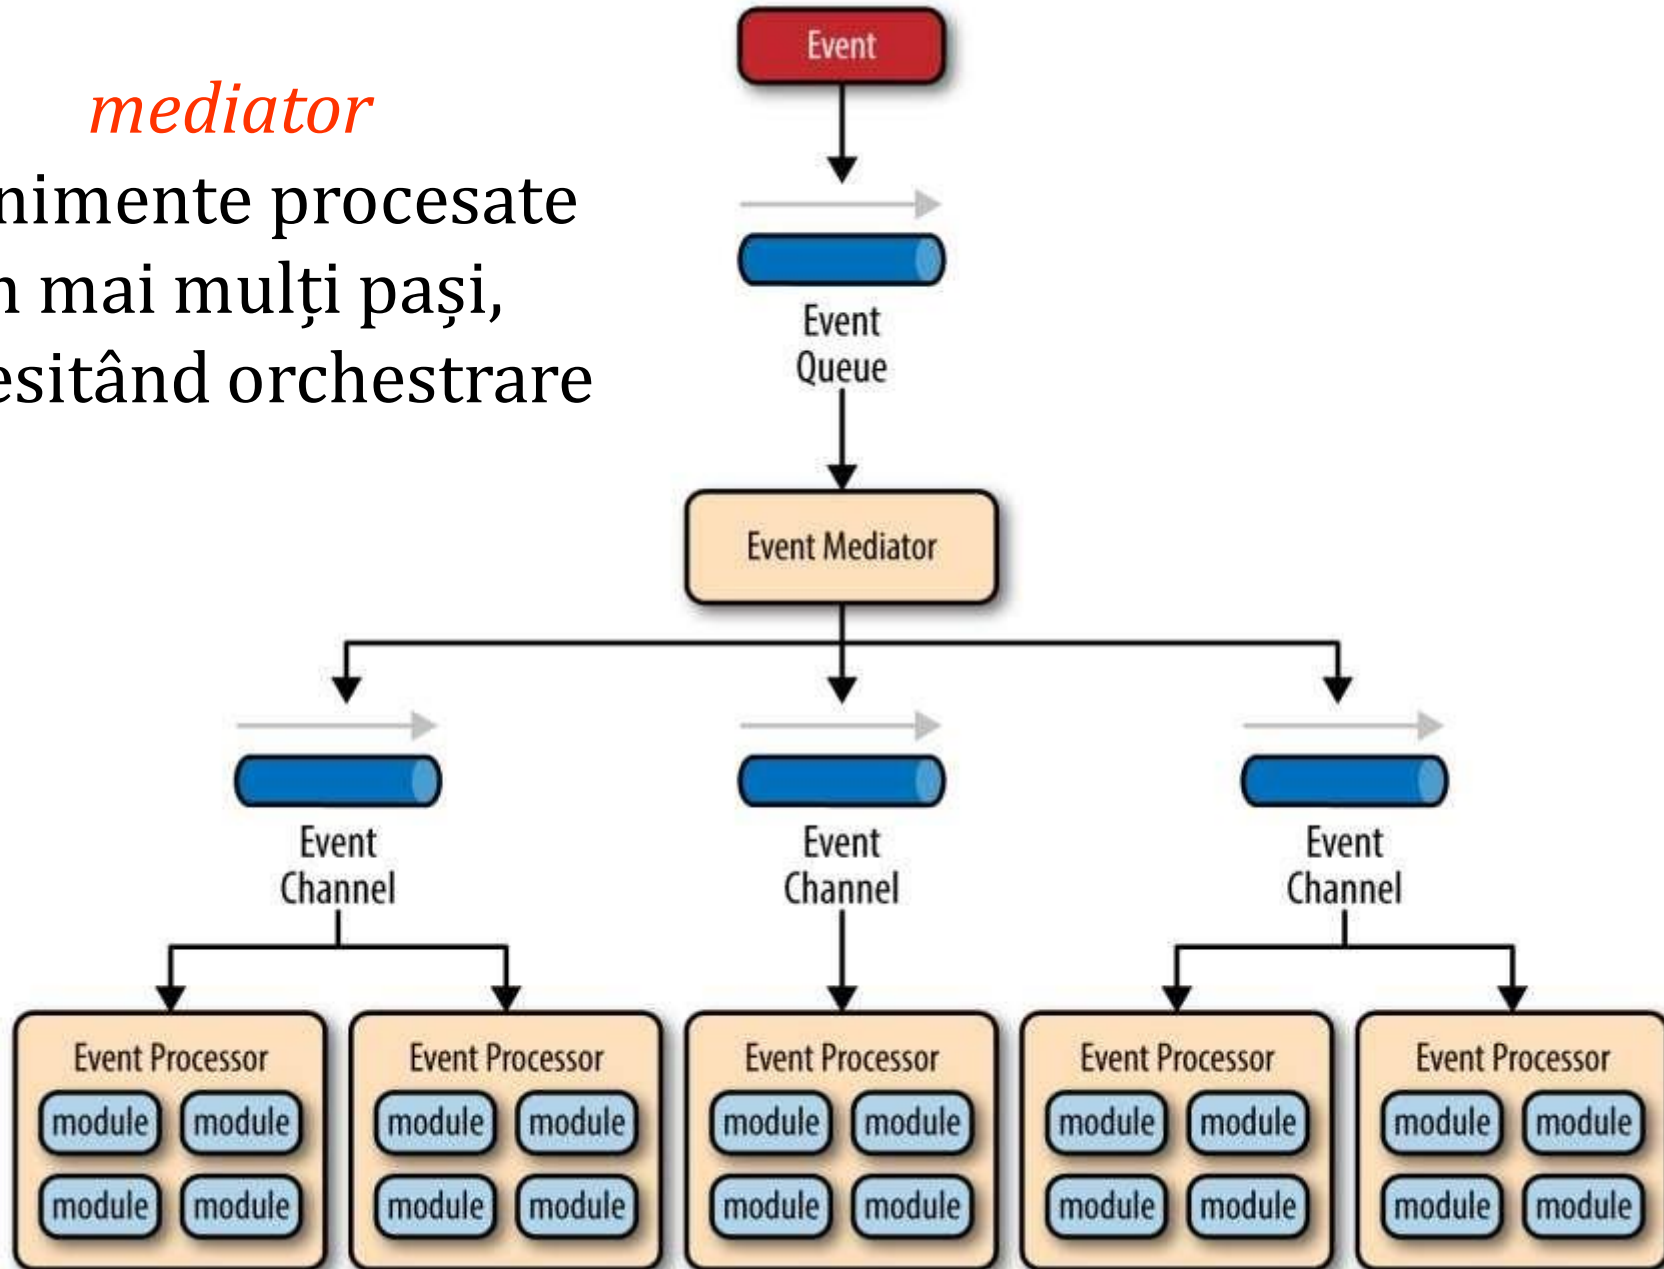 mediator
nimente procesate
mai mulți pași,
esitând orchestrare
Event
Event
Queue
Event Mediator
Event
Channel
Event
Channel
Event
Channel
Event Processor
module module
module module
Event Processor
module module
module module
Event Processor
module module
module module
Event Processor
module module
module module
Event Processor
module module
module module